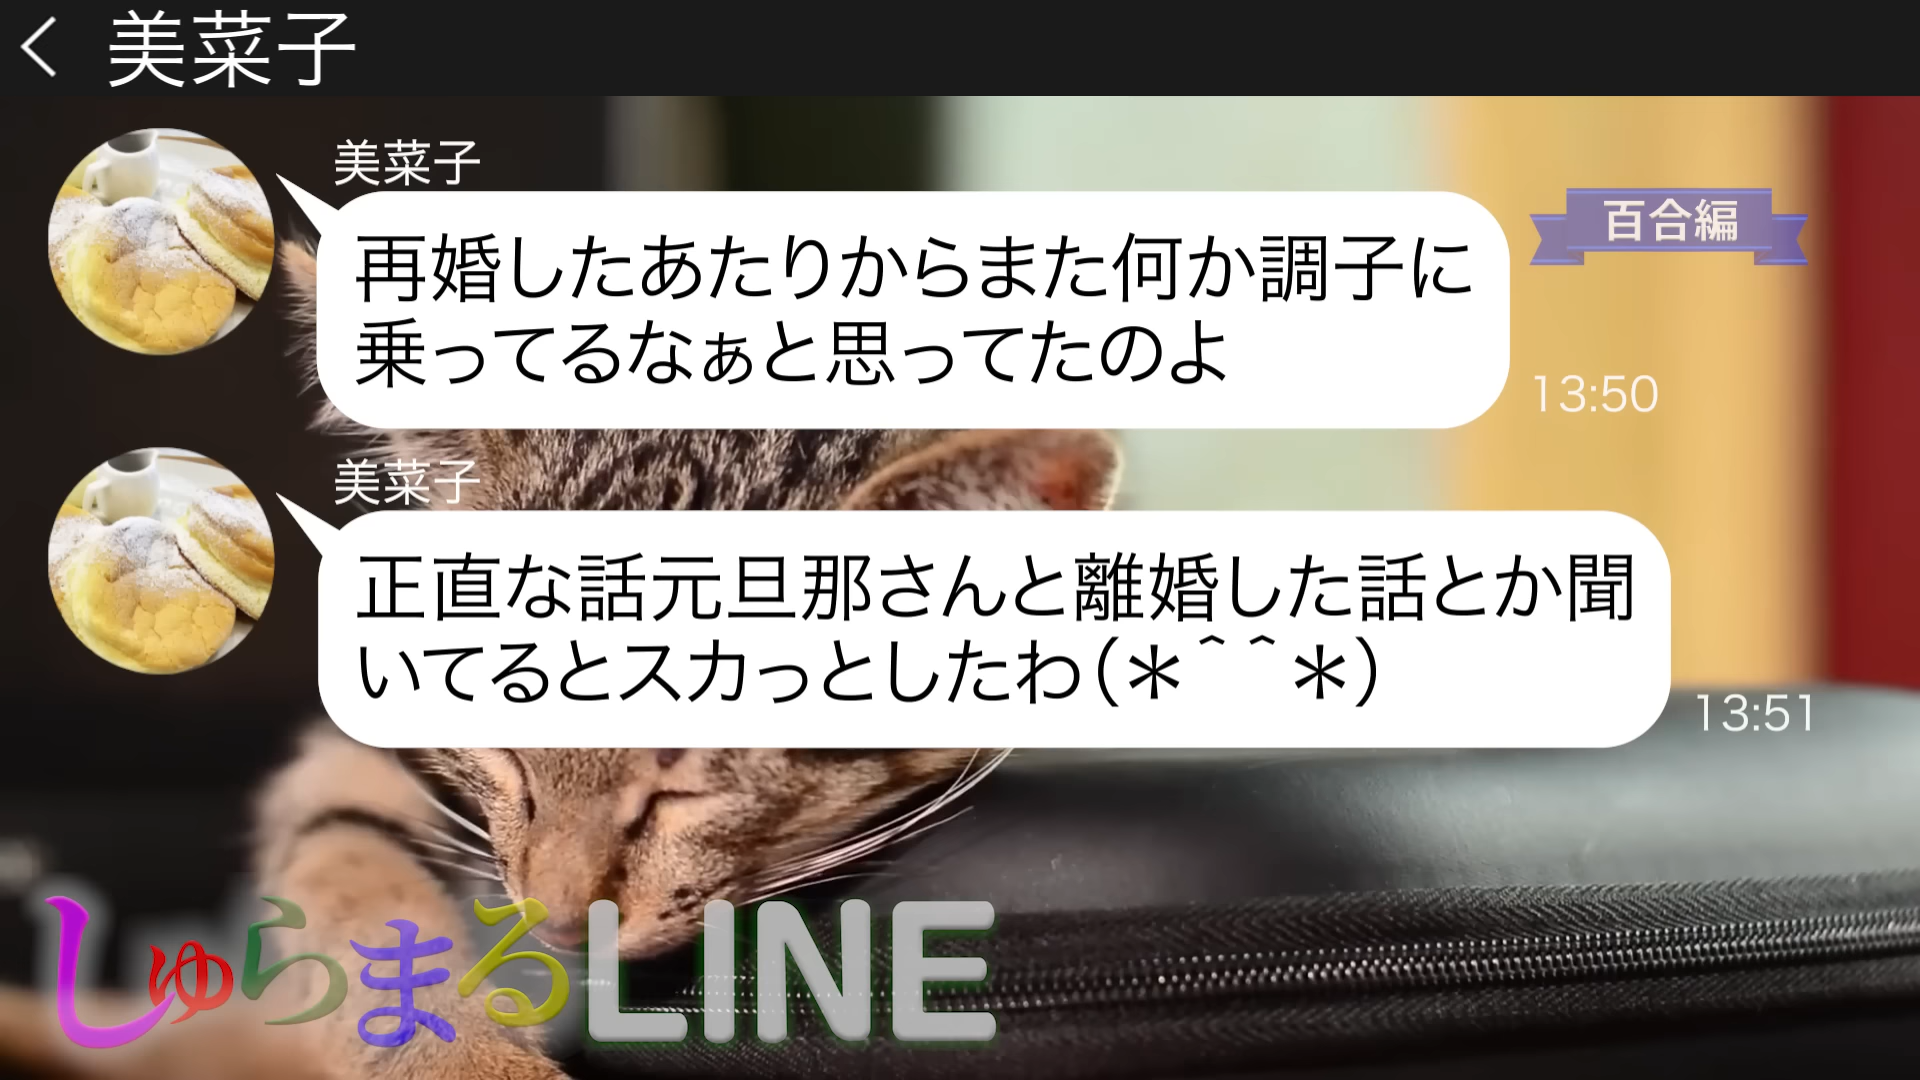 美菜子
美菜子
百合編
再婚したあたりからまた何か調子に
乗ってるなぁと思ってたのよ
13:50
美菜子
正直な話元旦那さんと離婚した話とか聞
いてるとスカっとしたわ(＊＾＾＊)
13:51
しゅらまるLINE